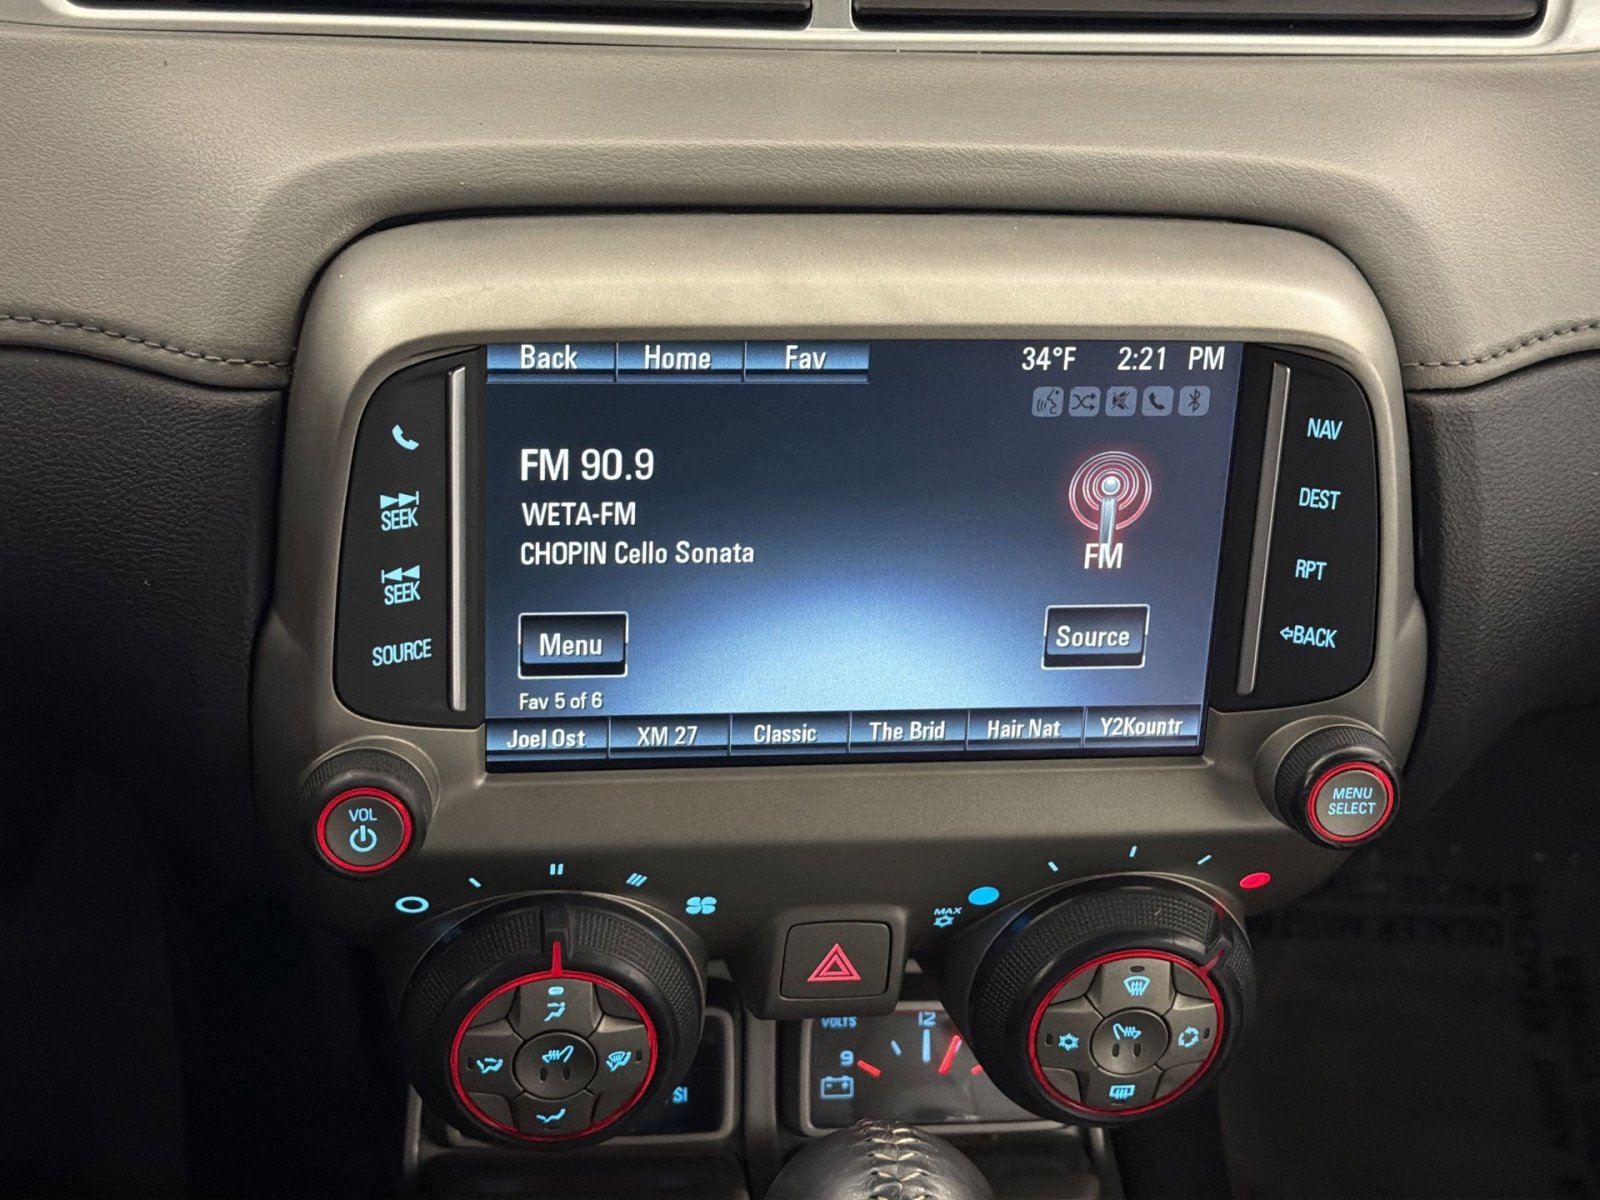 Back Home Fav 34°F 2:21 PM
FM 90.9
WETA-FM
CHOPIN Cello Sonata
FM
Menu
Source
Fav 5 of 6
Joel Ost XM 27 Classic The Brid Hair Nat Y2Kountr
SEEK
SEEK
SOURCE
NAV
DEST
RPT
BACK
VOL
MENU
SELECT
MAX
VOLTS
12
9
SI